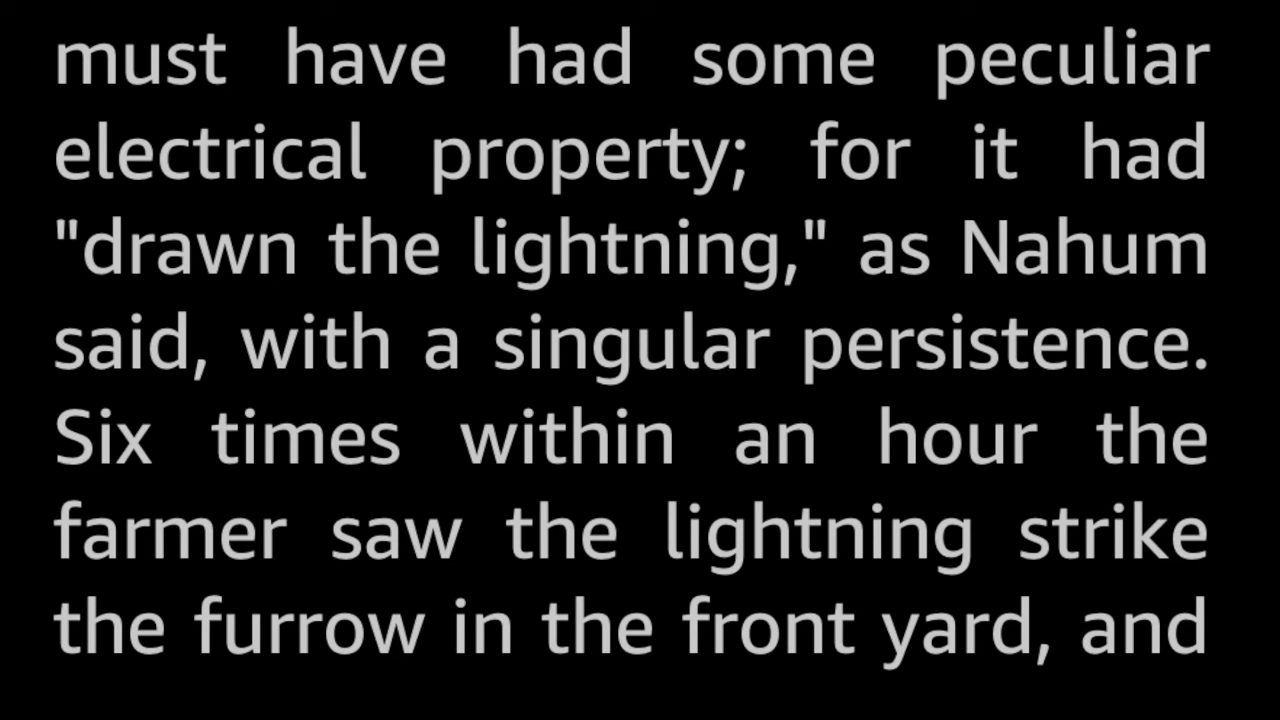 must have had some peculiar
electrical property; for it had
"drawn the lightning," as Nahum
said, with a singular persistence.
Six times within an hour the
farmer saw the lightning strike
the furrow in the front yard, and